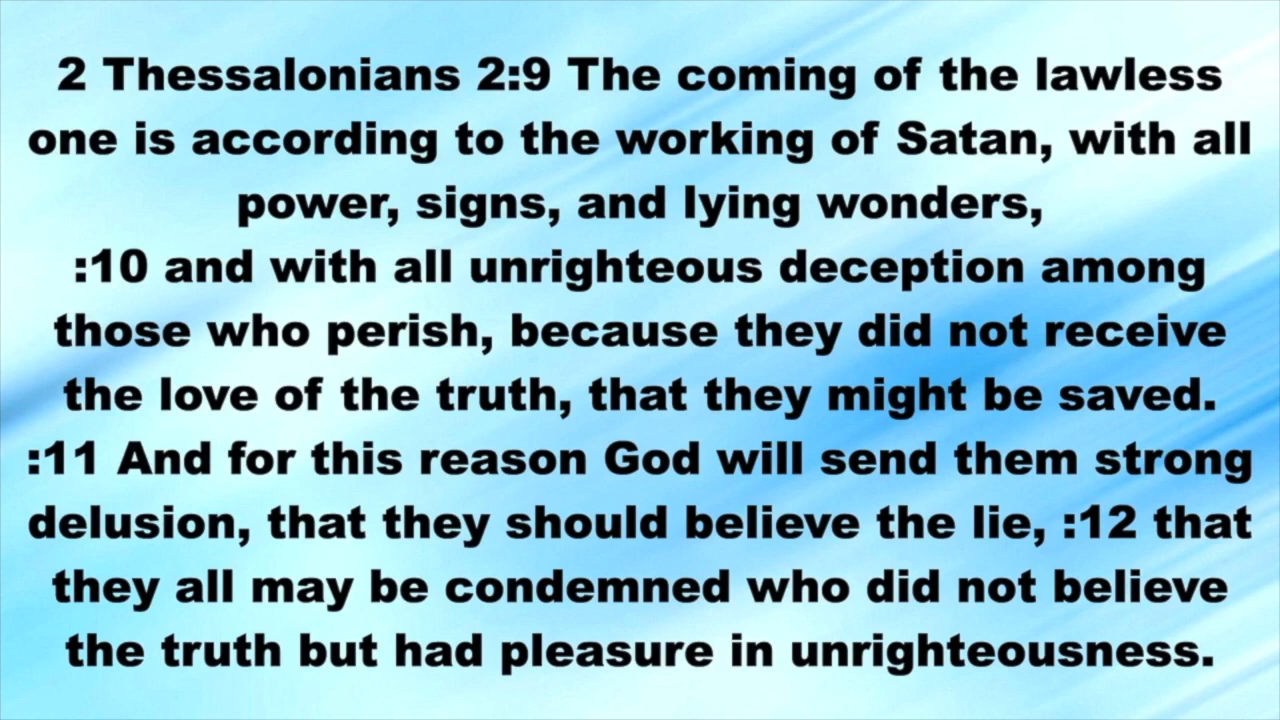 2 Thessalonians 2:9 The coming of the lawless
one is according to the working of Satan, with all
power, signs, and lying wonders,
:10 and with all unrighteous deception among
those who perish, because they did not receive
the love of the truth, that they might be saved.
:11 And for this reason God will send them strong
delusion, that they should believe the lie, :12 that
they all may be condemned who did not believe
the truth but had pleasure in unrighteousness.